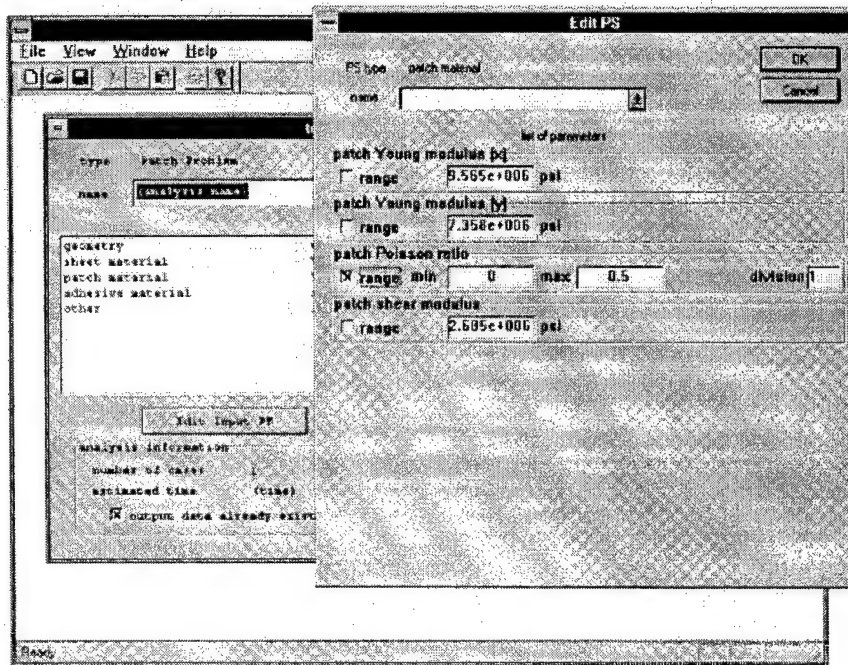 Edit PS
File View Window Help
PS type patch material
name
OK
Cancel
type Patch Problem
name (analysis name)
list of parameters
patch Young modulus [x]
range 9.565e+006 psi
patch Young modulus [y]
range 7.358e+006 psi
patch Poisson ratio
range min 0 max 0.5 division 1
patch shear modulus
range 2.605e+006 psi
geometry
sheet material
patch material
adhesive material
other
Edit Input PS
analysis information
number of cases 1
estimated time (time)
output data already exist
Ready